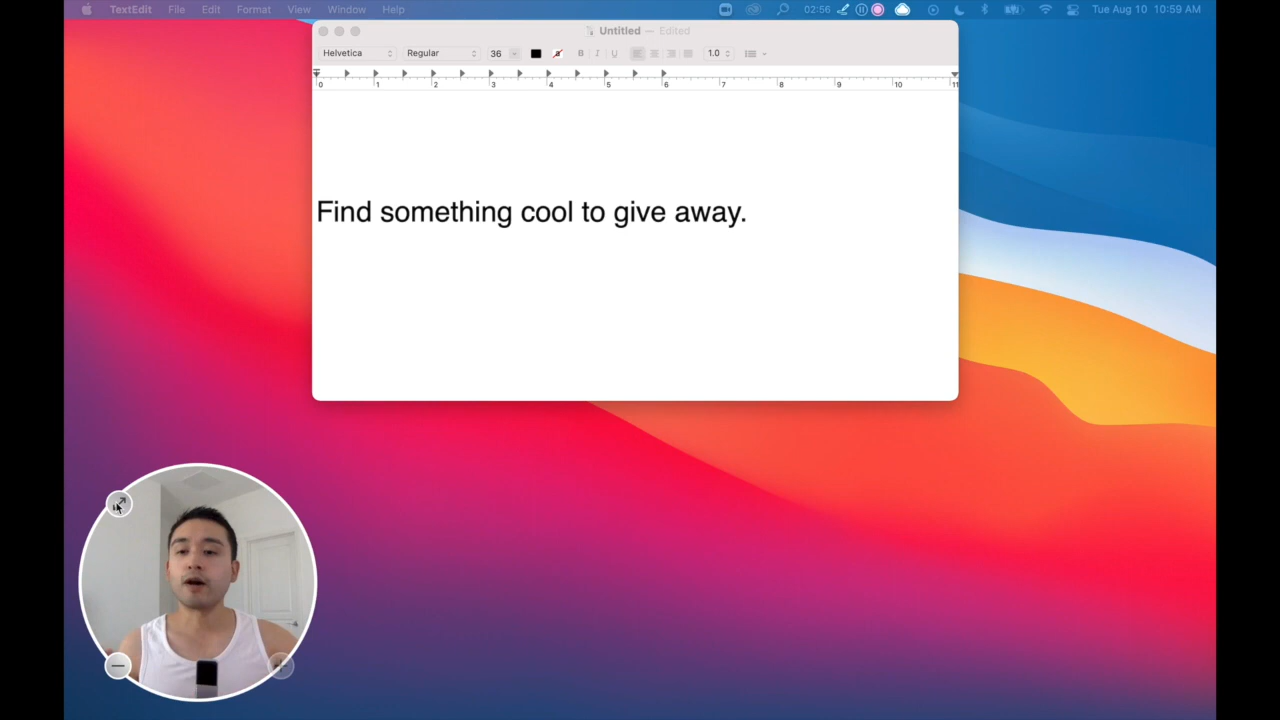 TextEdit File Edit Format View Window Help 02:56 Tue Aug 10 10:59 AM
Untitled — Edited
Helvetica Regular 36 a B I U 1.0
0 1 2 3 4 5 6 7 8 9 10 11
Find something cool to give away.